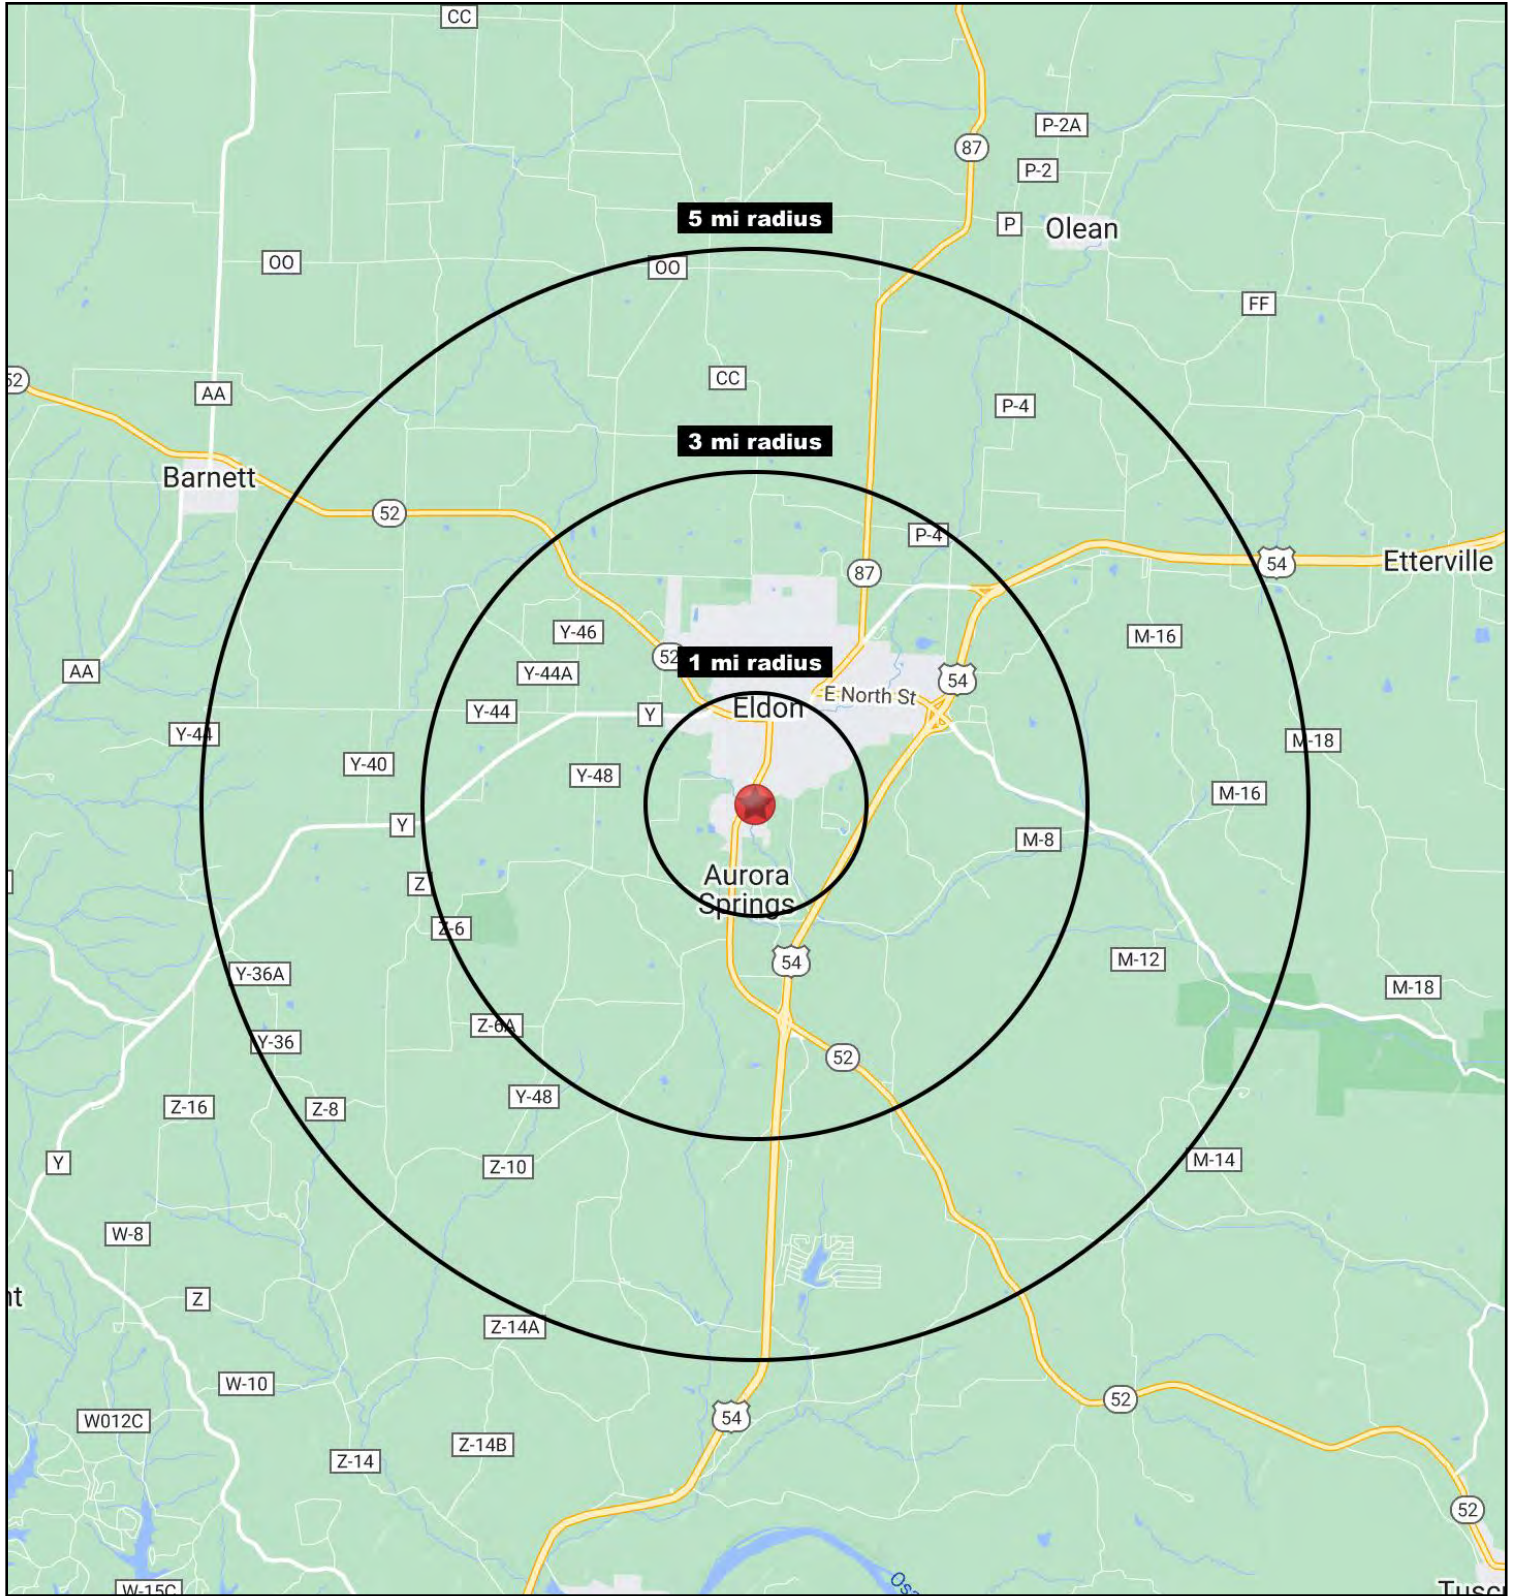 CC
P-2A
87
P-2
5 mi radius
P
Olean
OO
OO
FF
CC
52
AA
P-4
3 mi radius
Barnett
52
P-4
54
Etterville
87
Y-46
M-16
52
1 mi radius
AA
Y-44A
54
E North St
Y-44
Y
Eldon
Y-44
M-18
Y-40
Y-48
M-16
Y
M-8
Aurora
Springs
Z
Z-6
54
M-12
Y-36A
M-18
Z-6A
Y-36
52
Y-48
Z-16
Z-8
Y
Z-10
M-14
W-8
Z
Z-14A
W-10
52
W012C
54
Z-14B
Z-14
52
W-15C